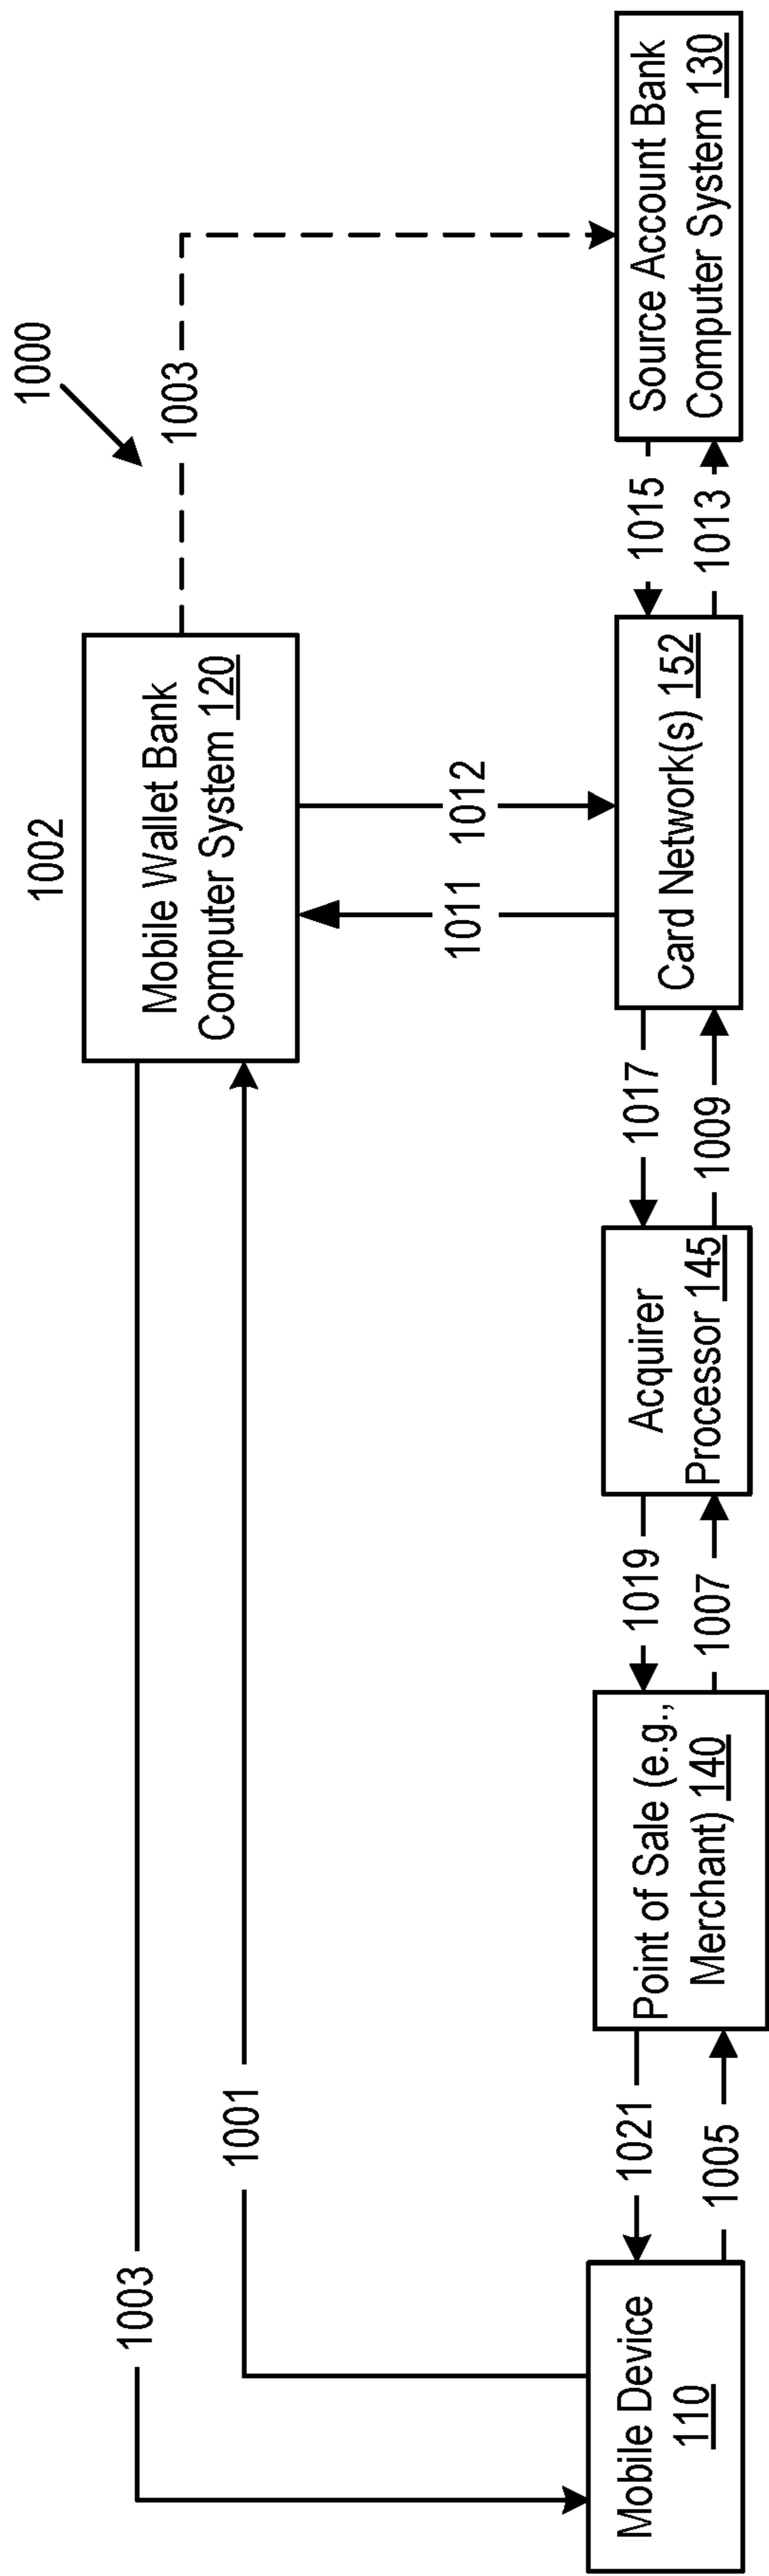 1000
1002
Mobile Wallet Bank
Computer System 120
1003
1003
1001
1011
1012
Mobile Device
110
1021
1005
Point of Sale (e.g.,
Merchant) 140
1019
1007
Acquirer
Processor 145
1017
1009
Card Network(s) 152
1015
1013
Source Account Bank
Computer System 130